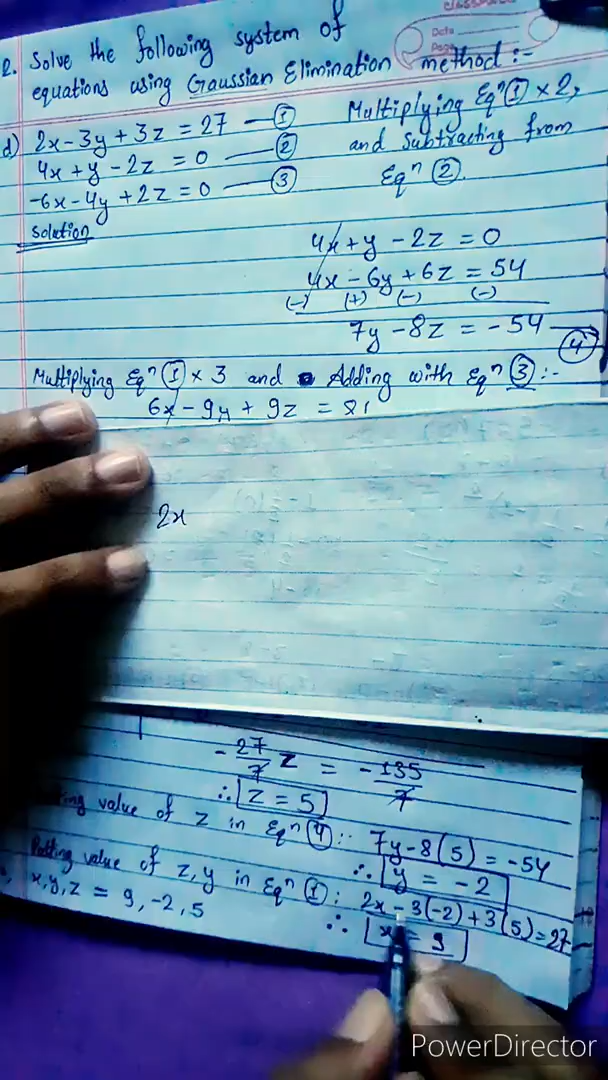 classmate
Date
Page
2. Solve the following system of
equations using Gaussian Elimination method:-
d) 2x-3y+3z = 27 — ①
4x+y-2z = 0 — ②
-6x-4y+2z = 0 — ③
Solution
Multiplying Eqⁿ ① × 2,
and subtracting from
Eqⁿ ②.
4x+y-2z = 0
4x-6y+6z = 54
(-) (+) (-) (-)
7y-8z = -54 — ④
Multiplying Eqⁿ ① × 3 and Adding with Eqⁿ ③:-
6x-9y+9z = 81
2x
-27/7 z = -135/7
∴ z = 5
value of z in Eqⁿ ④:- 7y-8(5) = -54
∴ y = -2
Putting value of z,y in Eqⁿ ①: 2x-3(-2)+3(5)=27
∴ x = 9
x,y,z = 9,-2,5
PowerDirector